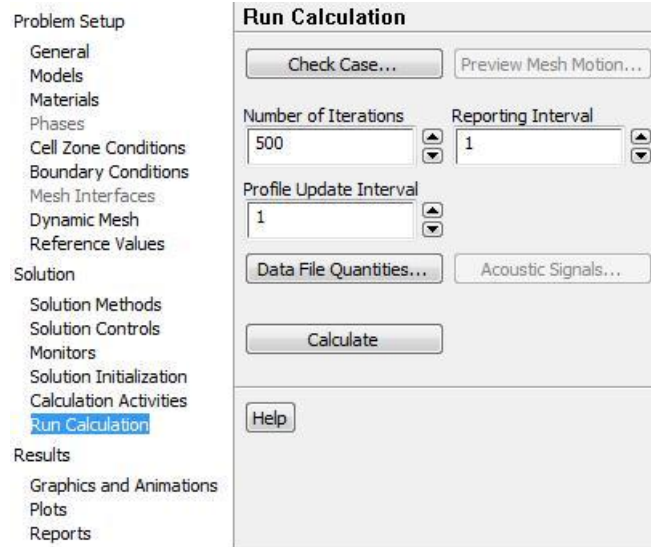 Problem Setup
General
Models
Materials
Phases
Cell Zone Conditions
Boundary Conditions
Mesh Interfaces
Dynamic Mesh
Reference Values
Solution
Solution Methods
Solution Controls
Monitors
Solution Initialization
Calculation Activities
Run Calculation
Results
Graphics and Animations
Plots
Reports
Run Calculation
Check Case... Preview Mesh Motion...
Number of Iterations Reporting Interval
500 1
Profile Update Interval
1
Data File Quantities... Acoustic Signals...
Calculate
Help